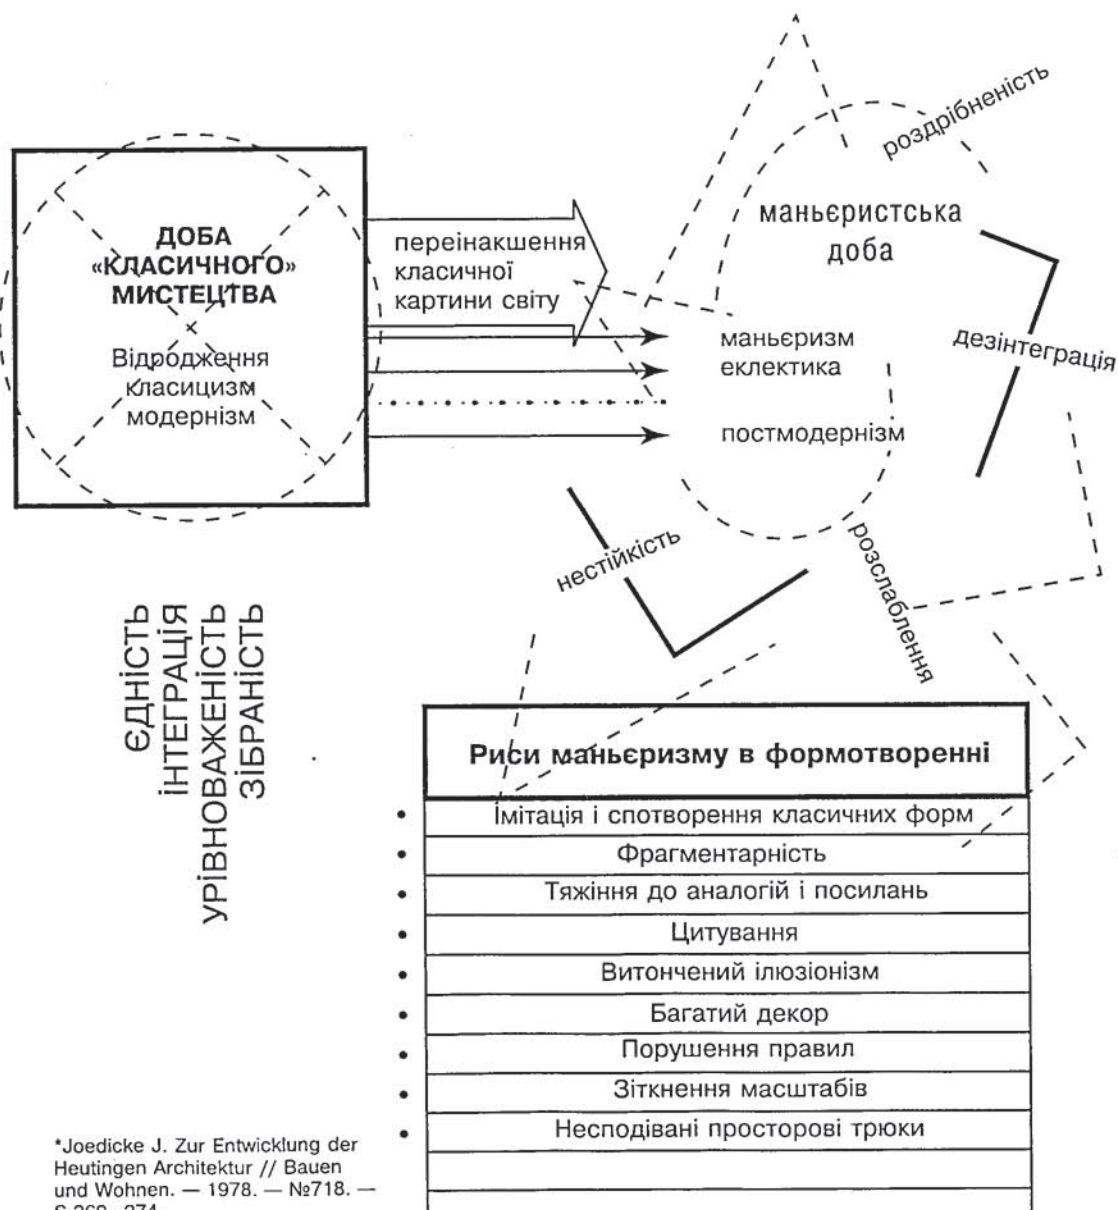 ДОБА
«КЛАСИЧНОГО»
МИСТЕЦТВА
Відродження
класицизм
модернізм
переінакшення
класичної
картини світу
роздрібненість
маньєристська
доба
дезінтеграція
маньєризм
еклектика
постмодернізм
нестійкість
розслаблення
ЄДНІСТЬ
ІНТЕГРАЦІЯ
УРІВНОВАЖЕНІСТЬ
ЗІБРАНІСТЬ
Риси маньєризму в формотворенні
• Імітація і спотворення класичних форм
• Фрагментарність
• Тяжіння до аналогій і посилань
• Цитування
• Витончений ілюзіонізм
• Багатий декор
• Порушення правил
• Зіткнення масштабів
• Несподівані просторові трюки
*Joedicke J. Zur Entwicklung der
Heutingen Architektur // Bauen
und Wohnen. — 1978. — №718. —